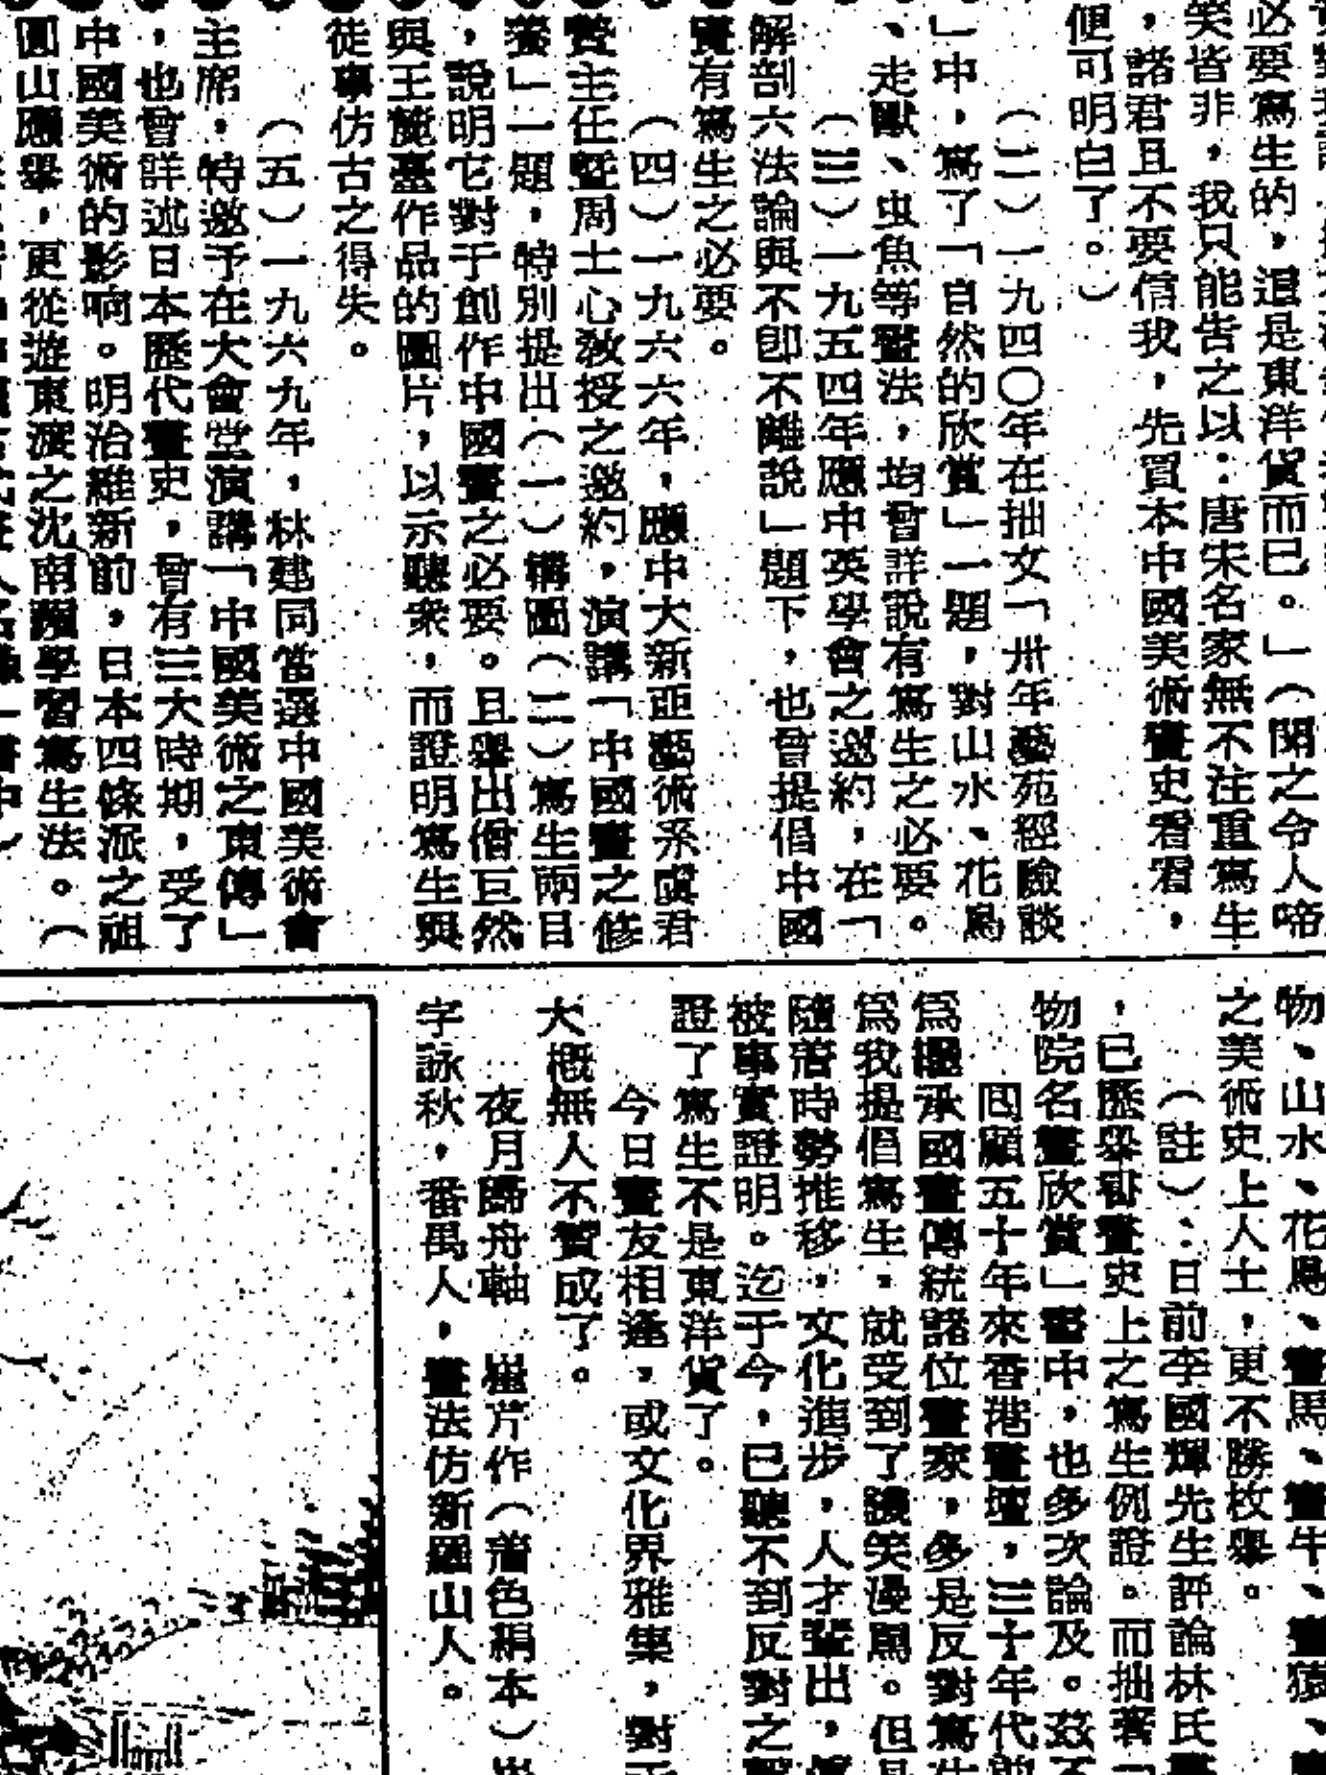 必要寫生的，還是東洋貨而已。」（閱之令人啼
笑皆非，我只能告之以：唐宋名家無不注重寫生
，諸君且不要信我，先買本中國美術畫史看看，
便可明白了。）
（二）一九四〇年在拙文「卅年藝苑經險談
」中，寫了「自然的欣賞」一題，對山水、花鳥
、走獸、虫魚等畫法，均曾詳說有寫生之必要。
（三）一九五四年應中英學會之邀約，在「
解剖六法論與不卽不離說」題下，也曾提倡中國
畫有寫生之必要。
（四）一九六六年，應中大新亞藝術系虞君
贊主任暨周士心敎授之邀約，演講「中國畫之修
養」一題，特別提出（一）構圖（二）寫生兩目
，說明它對于創作中國畫之必要。且舉出僧巨然
與王蒙作品的圖片，以示聽衆，而證明寫生與
徒事仿古之得失。
（五）一九六九年，林建同當選中國美術會
主席，特邀予在大會堂演講「中國美術之東傳」
，也曾詳述日本歷代畫史，曾有三大時期，受了
中國美術的影响。明治維新前，日本四條派之祖
圓山應舉，更從遊東渡之沈南蘋學習寫生法。（
物、山水、花鳥、畫馬、畫牛、畫猿、
之美術史上人士，更不勝枚舉。
（註）：日前李國輝先生評論林氏
，已歷舉書畫史上之寫生例證。而拙著「
物院名畫欣賞」書中，也多次論及。茲不
囘顧五十年來香港畫壇，三十年代前
爲繼承國畫傳統諸位畫家，多是反對寫生
爲我提倡寫生，就受到了譏笑漫罵。但是
隨着時勢推移，文化進步，人才輩出，
被事實證明。迄于今，已聽不到反對之
證了寫生不是東洋貨了。
今日畫友相逢，或文化界雅集，對于
大槪無人不贊成了。
夜月歸舟軸　崔芹作（着色絹本）崔
字詠秋，番禺人，畫法仿新羅山人。